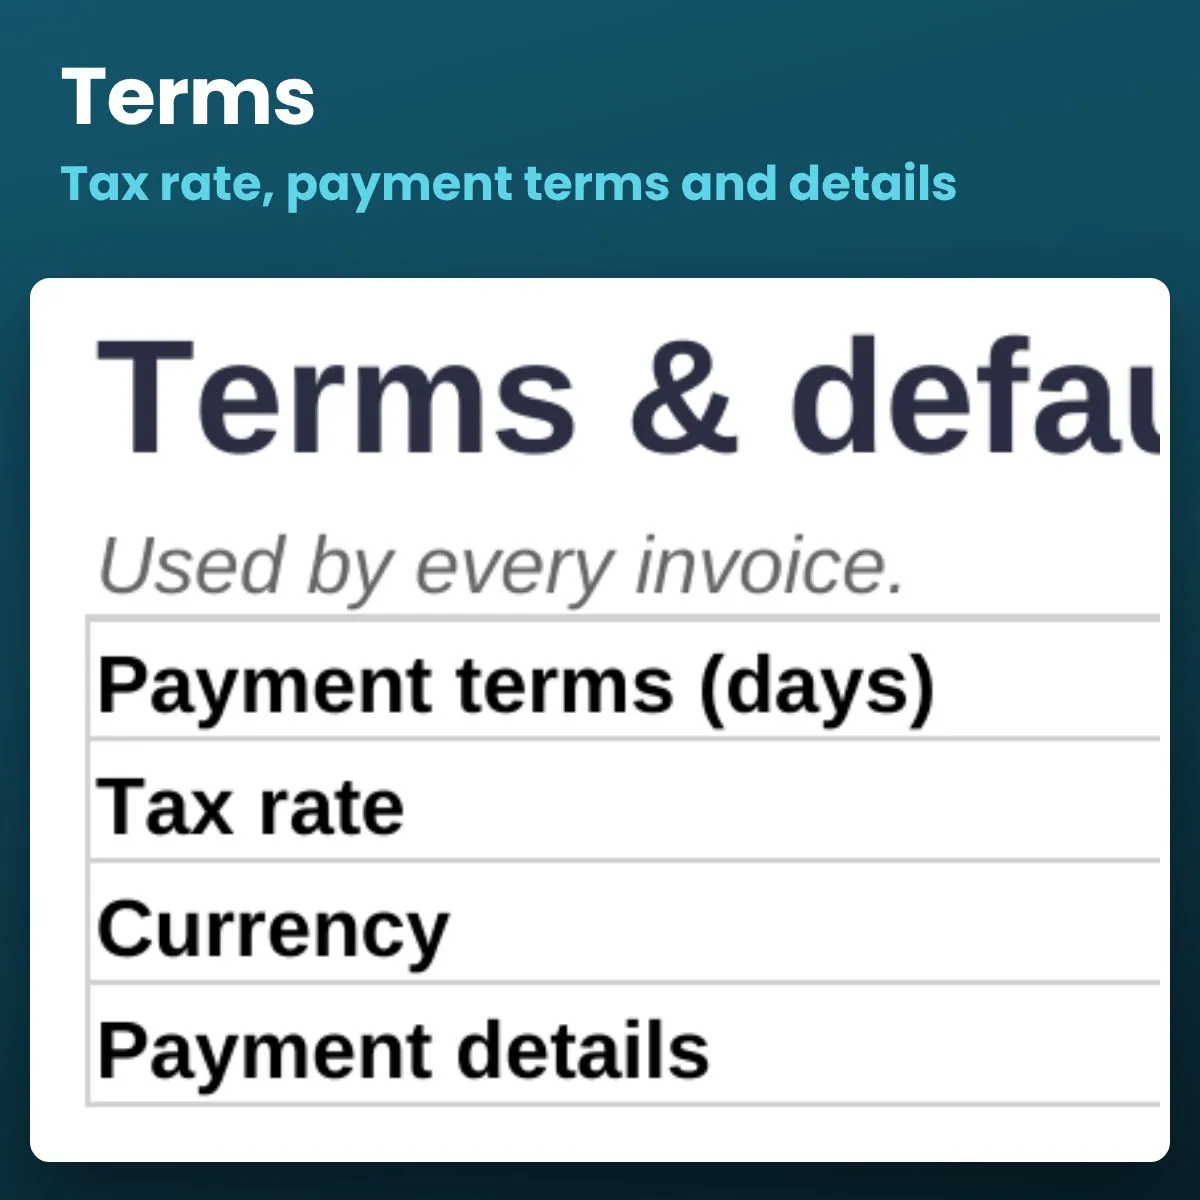 Terms
Tax rate, payment terms and details
Terms & defau
Used by every invoice.
Payment terms (days)
Tax rate
Currency
Payment details